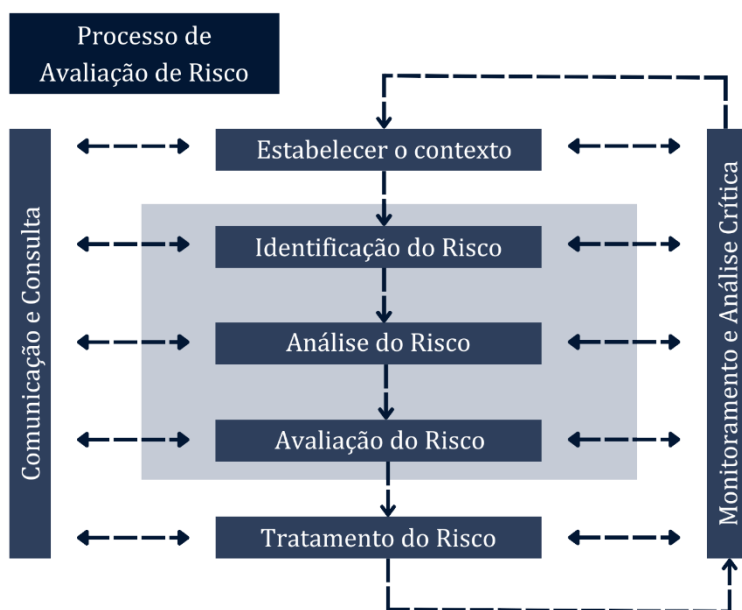 Processo de
Avaliação de Risco
Estabelecer o contexto
Identificação do Risco
Análise do Risco
Avaliação do Risco
Tratamento do Risco
Comunicação e Consulta
Monitoramento e Análise Crítica